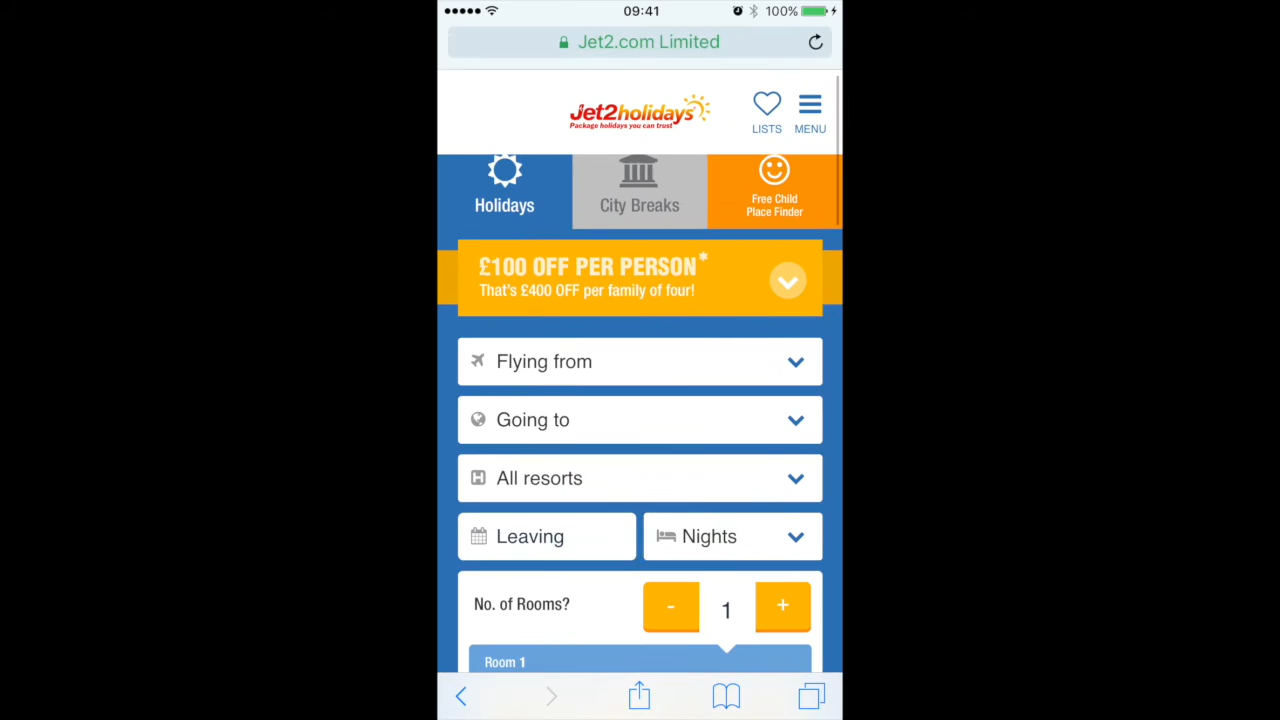 09:41
100%
Jet2.com Limited
Jet2holidays
Package holidays you can trust
LISTS
MENU
Holidays
City Breaks
Free Child
Place Finder
£100 OFF PER PERSON*
That's £400 OFF per family of four!
Flying from
Going to
All resorts
Leaving
Nights
No. of Rooms?
-
1
+
Room 1